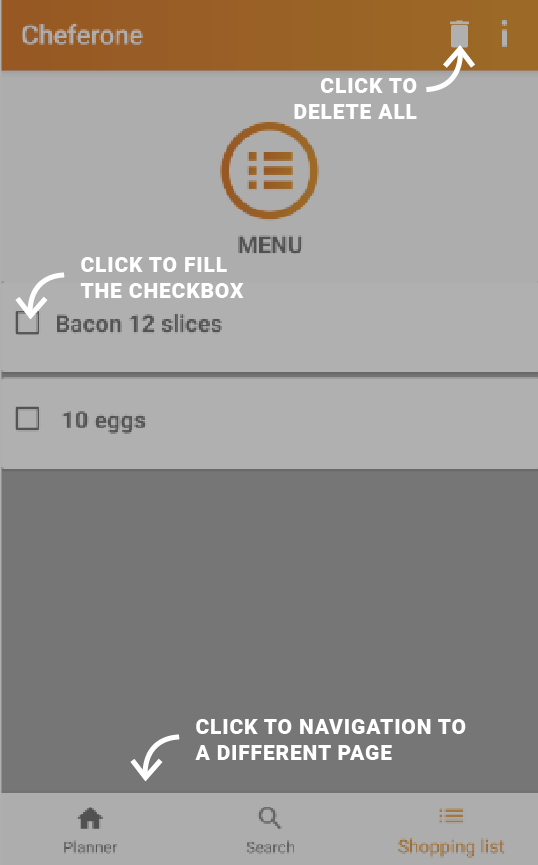 Cheferone
CLICK TO
DELETE ALL
MENU
CLICK TO FILL
THE CHECKBOX
Bacon 12 slices
10 eggs
CLICK TO NAVIGATION TO
A DIFFERENT PAGE
Planner
Search
Shopping list